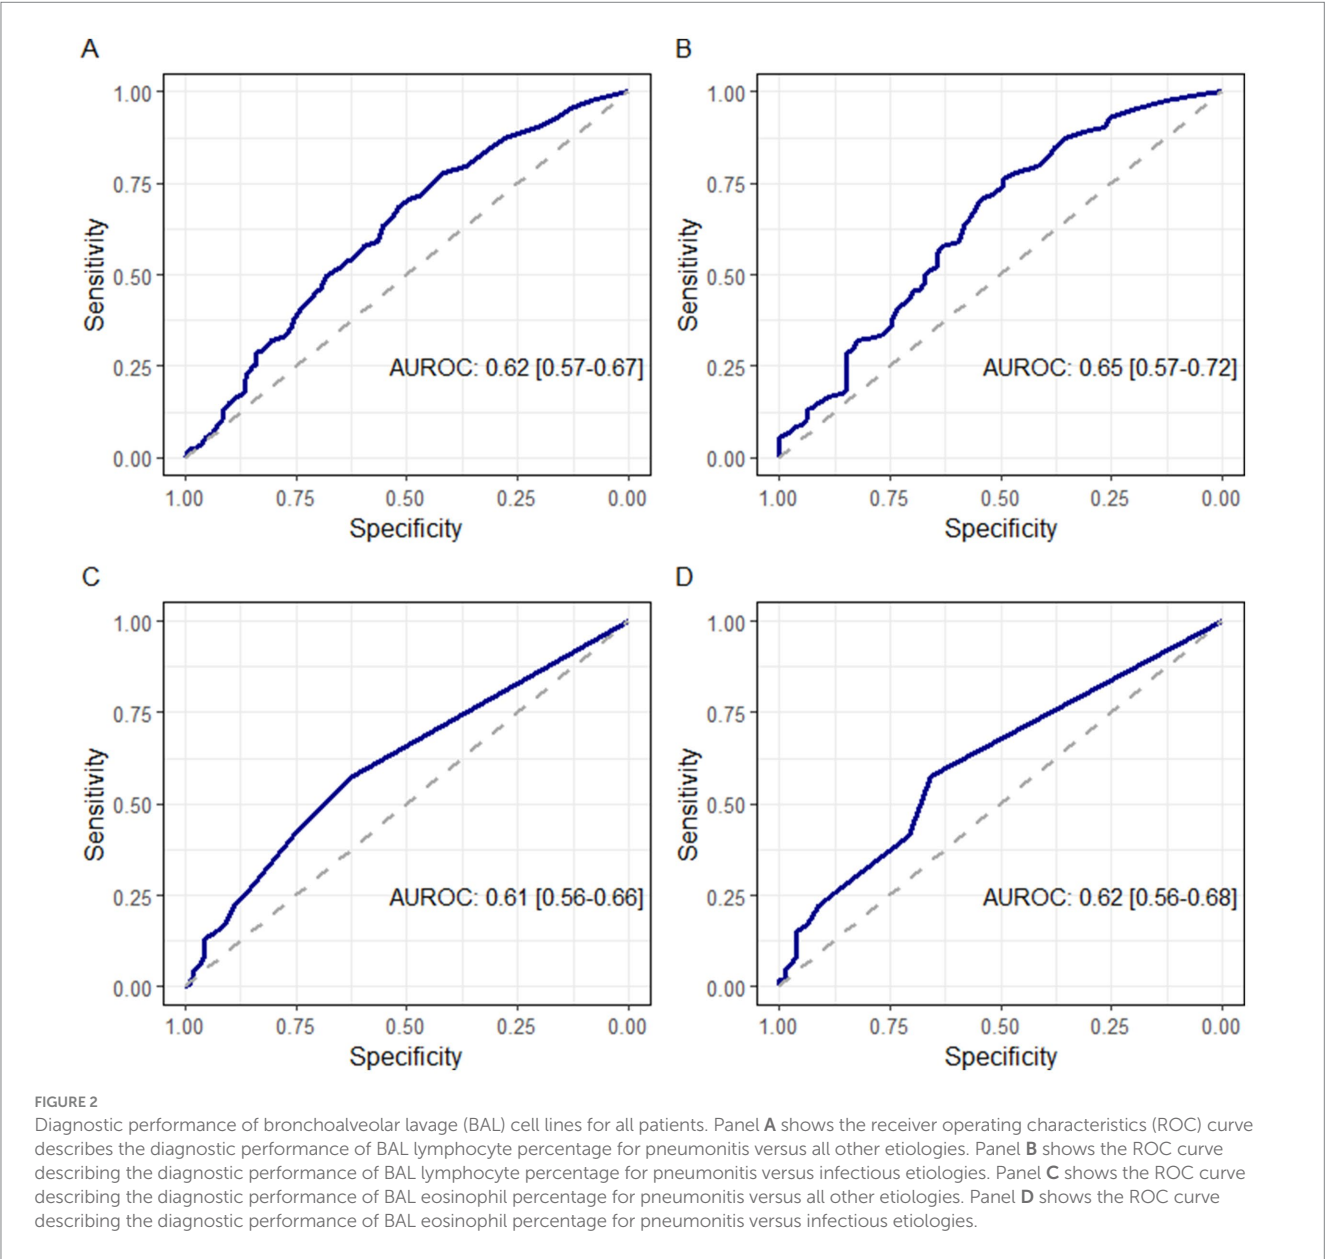 A
1.00
0.75
0.50
0.25
0.00
Sensitivity
AUROC: 0.62 [0.57-0.67]
1.00 0.75 0.50 0.25 0.00
Specificity
B
1.00
0.75
0.50
0.25
0.00
Sensitivity
AUROC: 0.65 [0.57-0.72]
1.00 0.75 0.50 0.25 0.00
Specificity
C
1.00
0.75
0.50
0.25
0.00
Sensitivity
AUROC: 0.61 [0.56-0.66]
1.00 0.75 0.50 0.25 0.00
Specificity
D
1.00
0.75
0.50
0.25
0.00
Sensitivity
AUROC: 0.62 [0.56-0.68]
1.00 0.75 0.50 0.25 0.00
Specificity
FIGURE 2
Diagnostic performance of bronchoalveolar lavage (BAL) cell lines for all patients. Panel A shows the receiver operating characteristics (ROC) curve
describes the diagnostic performance of BAL lymphocyte percentage for pneumonitis versus all other etiologies. Panel B shows the ROC curve
describing the diagnostic performance of BAL lymphocyte percentage for pneumonitis versus infectious etiologies. Panel C shows the ROC curve
describing the diagnostic performance of BAL eosinophil percentage for pneumonitis versus all other etiologies. Panel D shows the ROC curve
describing the diagnostic performance of BAL eosinophil percentage for pneumonitis versus infectious etiologies.